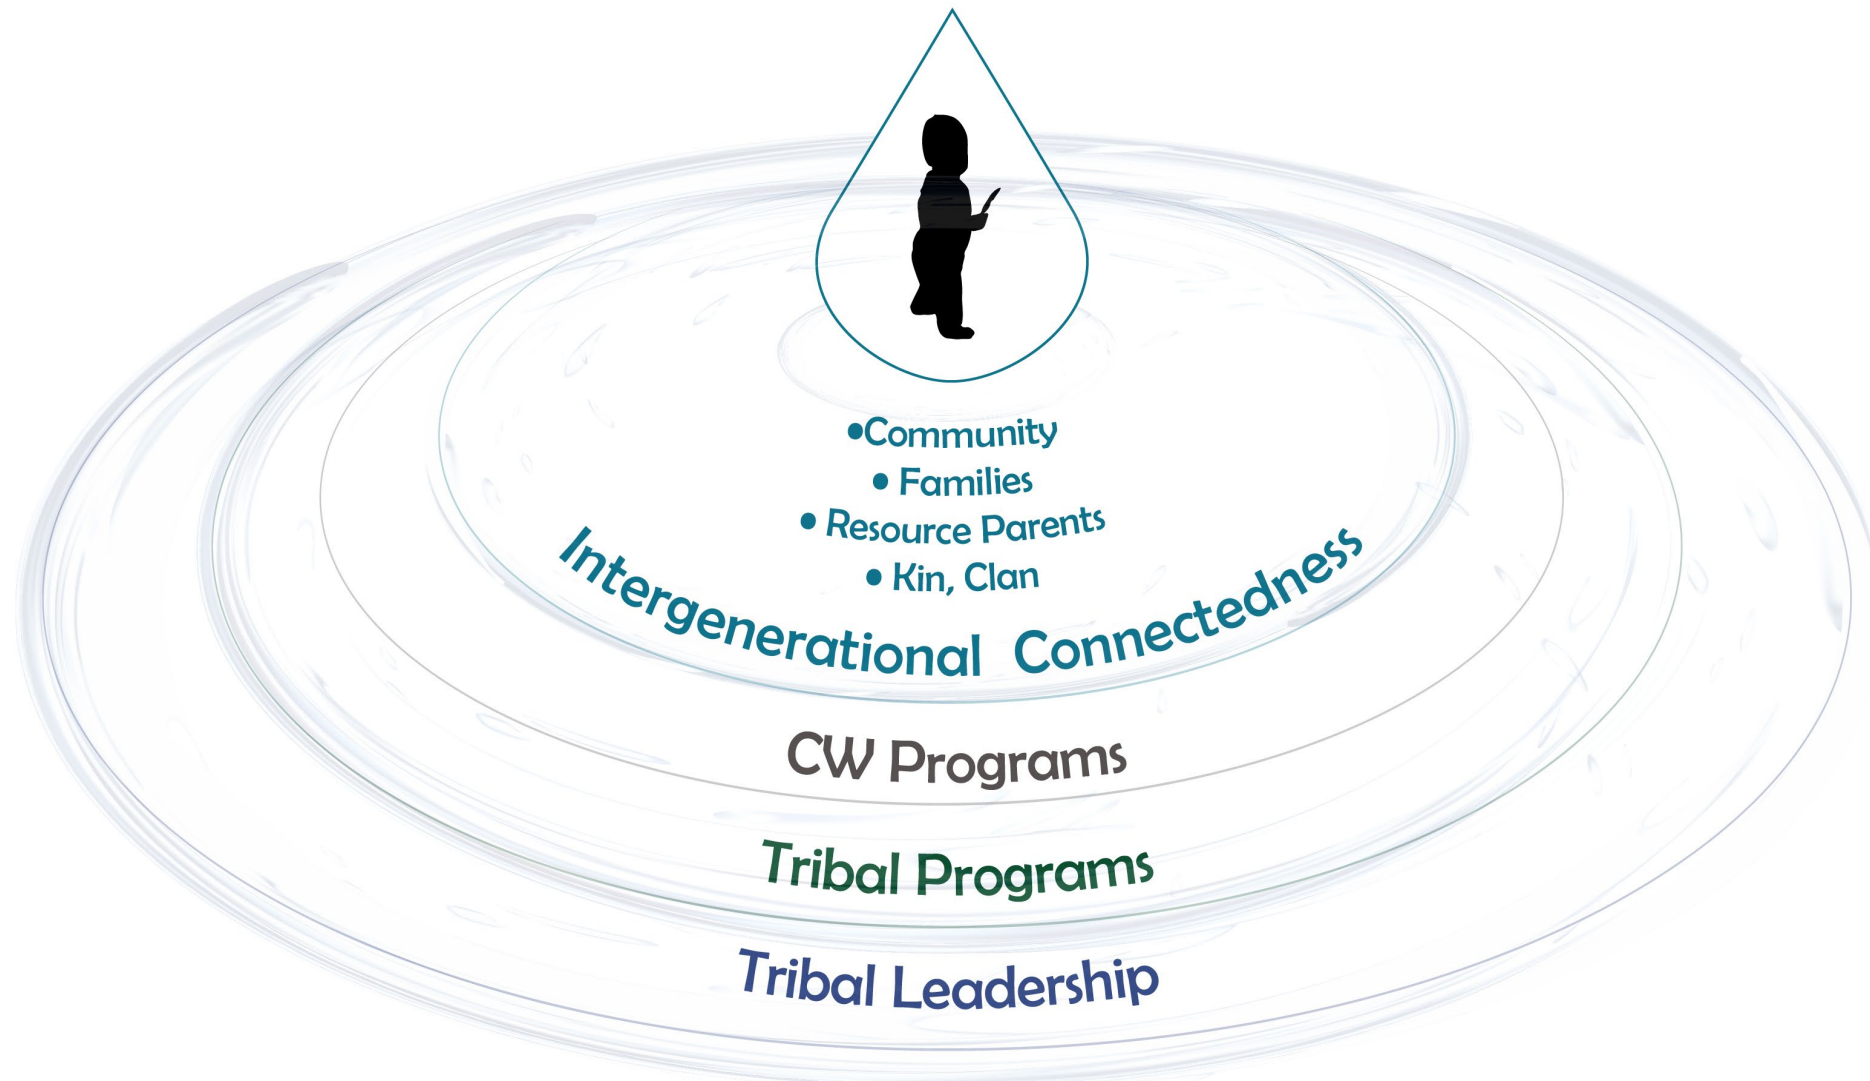 •Community
• Families
• Resource Parents
• Kin, Clan
Intergenerational Connectedness
CW Programs
Tribal Programs
Tribal Leadership